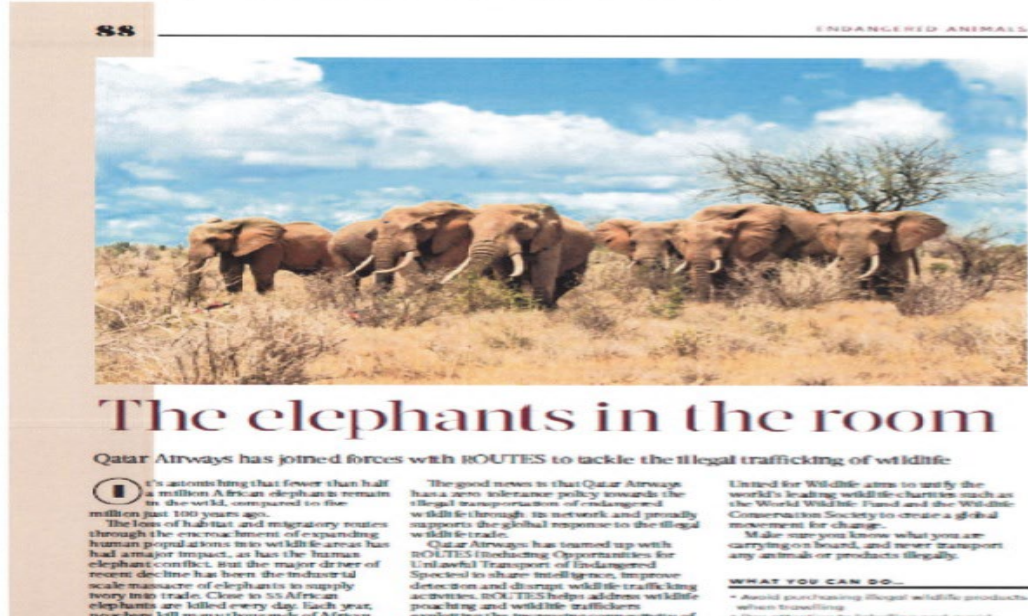 88
ENDANGERED ANIMALS
The elephants in the room
Qatar Airways has joined forces with ROUTES to tackle the illegal trafficking of wildlife
It's astonishing that fewer than half
a million African elephants remain
in the wild, compared to five
million just 100 years ago.
The loss of habitat and migratory routes
through the encroachment of expanding
human populations into wildlife areas has
had a major impact, as has the human
elephant conflict. But the major driver of
recent decline has been the industrial
scale massacre of elephants to supply
ivory into trade. Close to 55 African
elephants are killed every day. Each year,
The good news is that Qatar Airways
has a zero tolerance policy towards the
illegal transportation of endangered
wildlife through its network and proudly
supports the global response to the illegal
wildlife trade.
Qatar Airways has teamed up with
ROUTES (Reducing Opportunities for
Unlawful Transport of Endangered
Species) to share intelligence, improve
detection and disrupt wildlife trafficking
activities. ROUTES helps address wildlife
poaching and wildlife traffickers
United for Wildlife aims to unify the
world's leading wildlife charities such as
the World Wildlife Fund and the Wildlife
Conservation Society to create a global
movement for change.
Make sure you know what you are
carrying on board, and never transport
any animals or products illegally.
WHAT YOU CAN DO...
• Avoid purchasing illegal wildlife products
when travelling.